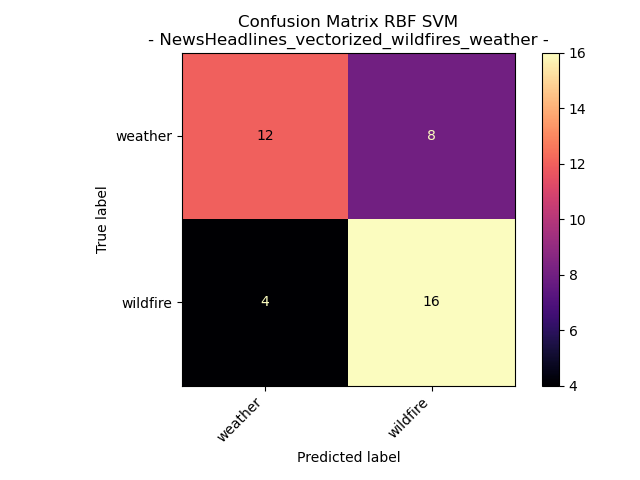 Confusion Matrix RBF SVM
- NewsHeadlines_vectorized_wildfires_weather -
True label
weather
wildfire
12
8
4
16
weather
wildfire
Predicted label
16
14
12
10
8
6
4